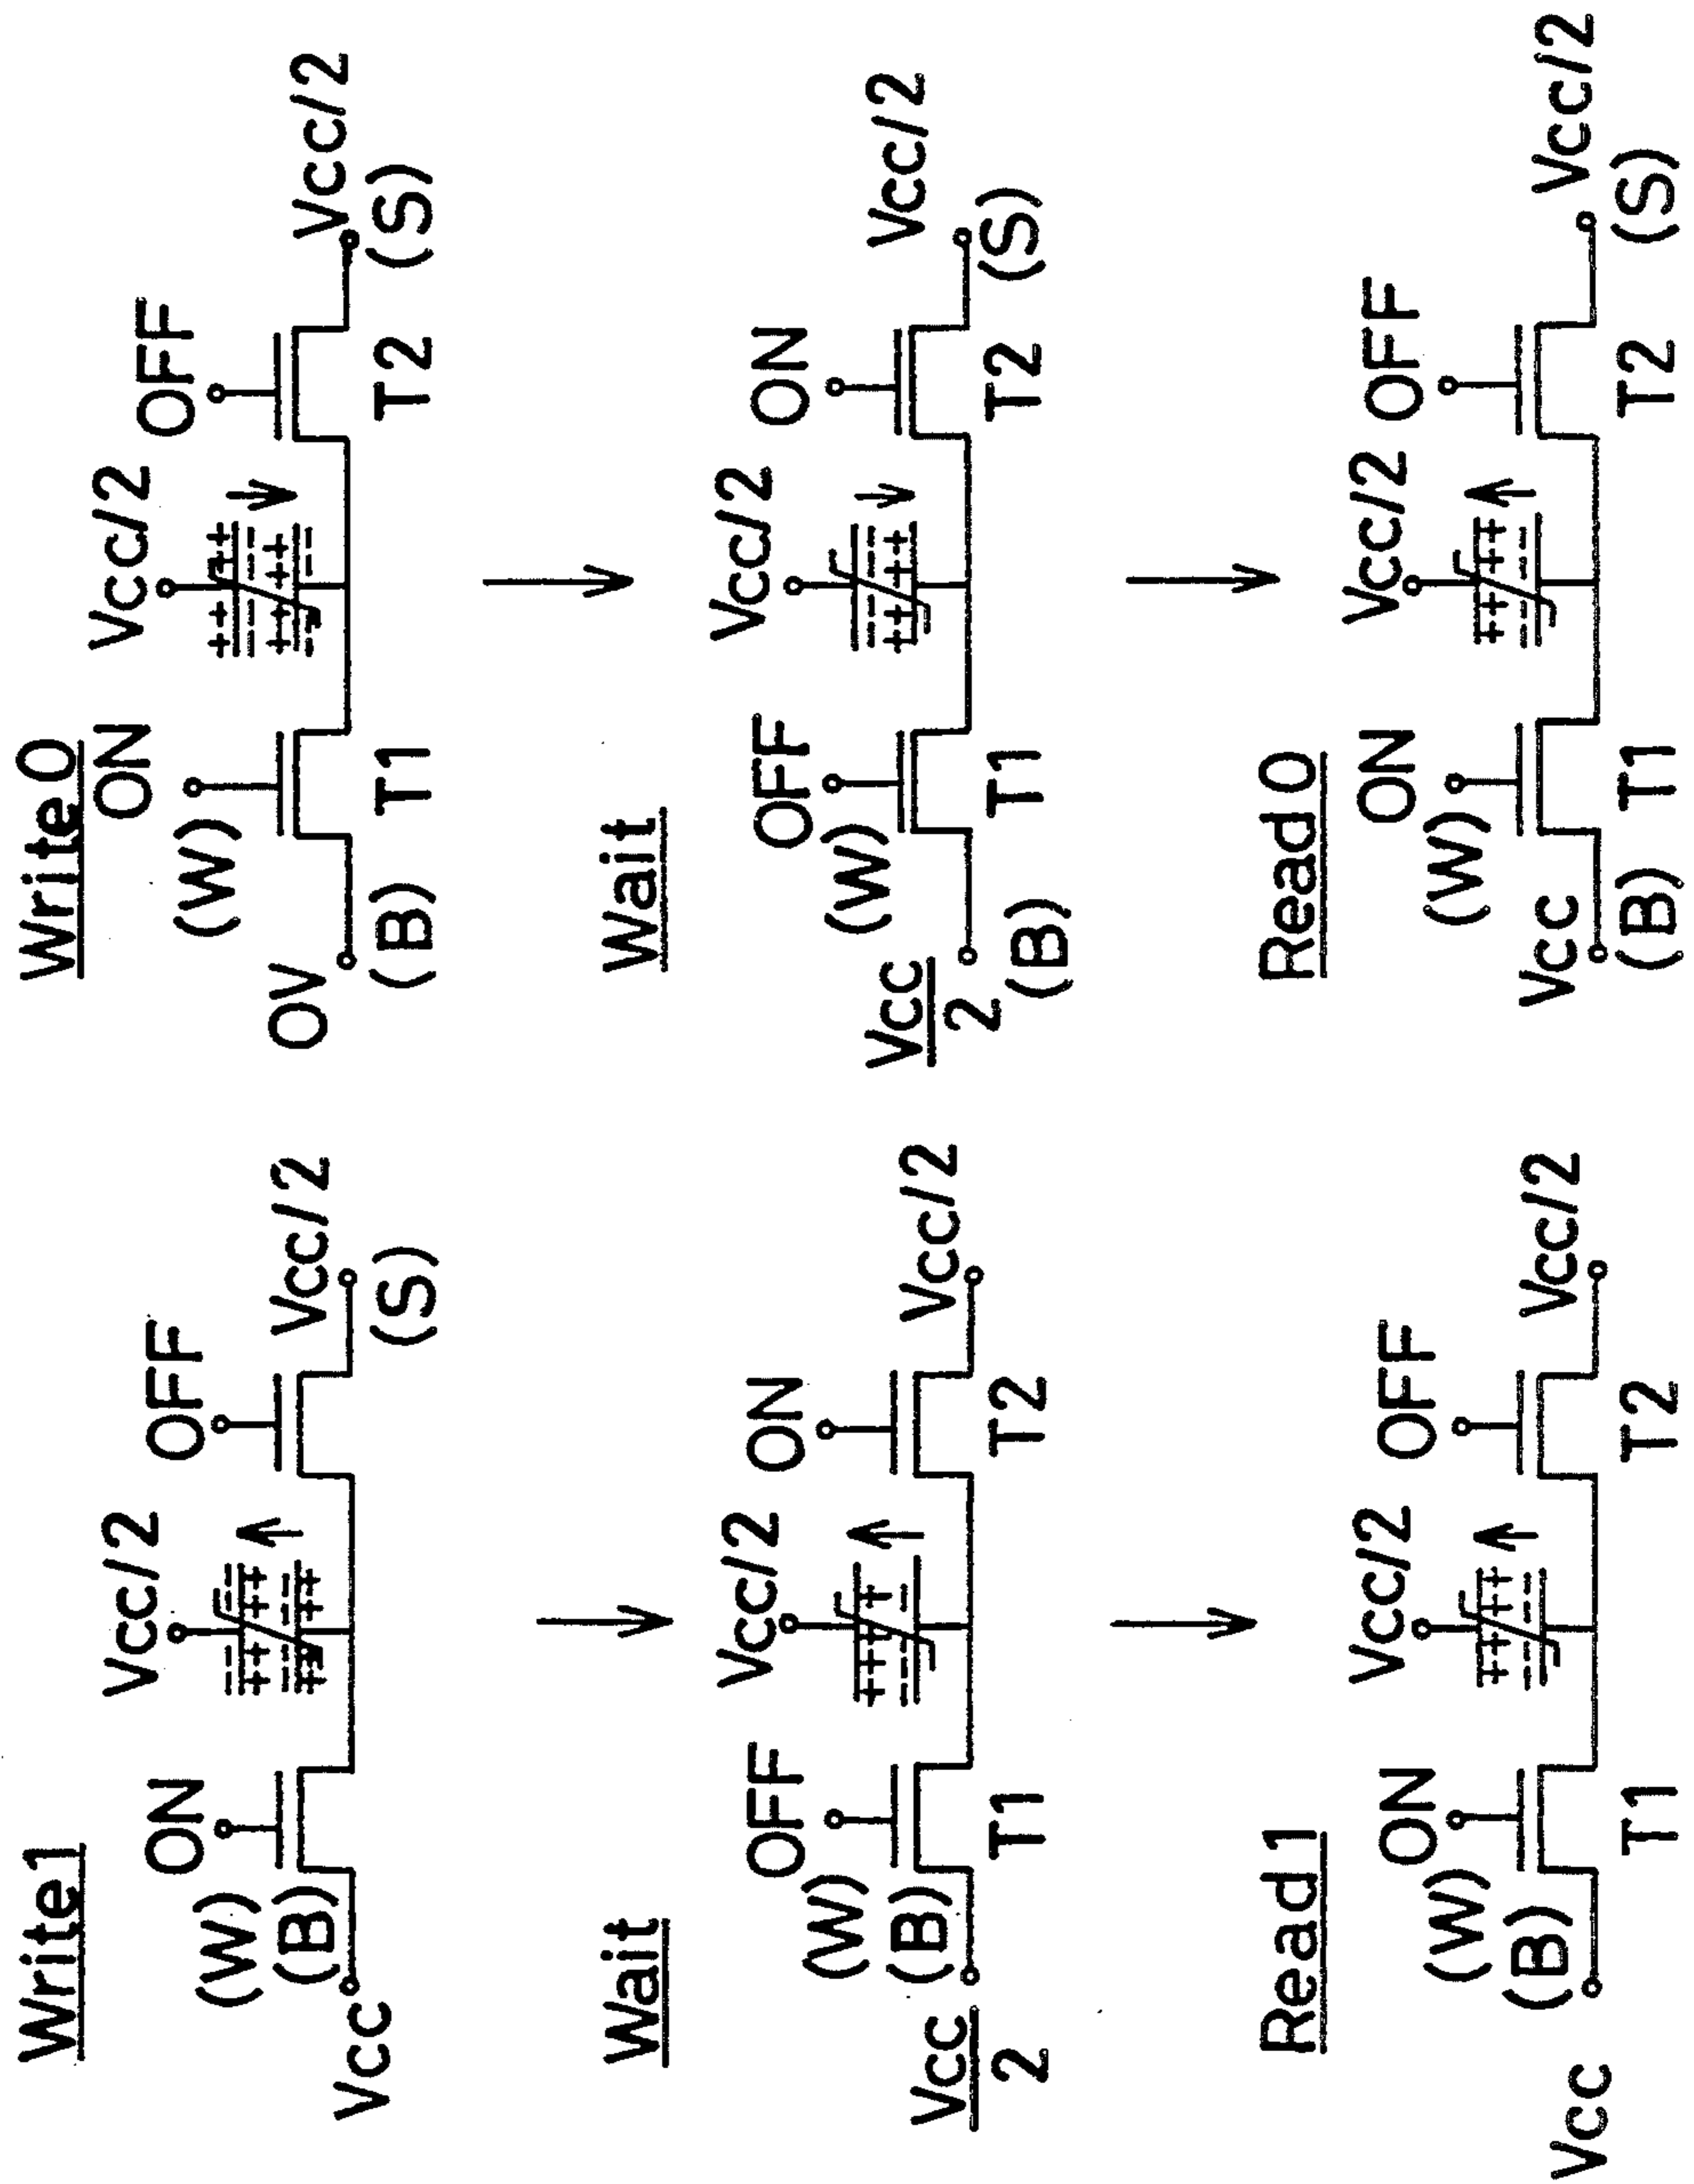 Write1
Vcc/2
ON
OFF
(W)
(B)
Vcc/2
Vcc
(S)
Wait
Vcc/2
OFF
ON
(W)
(B)
Vcc/2
Vcc
2
T1
T2
Read1
Vcc/2
ON
OFF
(W)
(B)
Vcc/2
Vcc
T1
T2
Write0
ON
Vcc/2
OFF
(W)
OV
Vcc/2
(B)
T1
T2
(S)
Wait
Vcc/2
OFF
ON
(W)
Vcc
2
Vcc/2
(B)
T1
T2
(S)
Read0
Vcc/2
ON
OFF
(W)
Vcc
Vcc/2
(B)
T1
T2
(S)